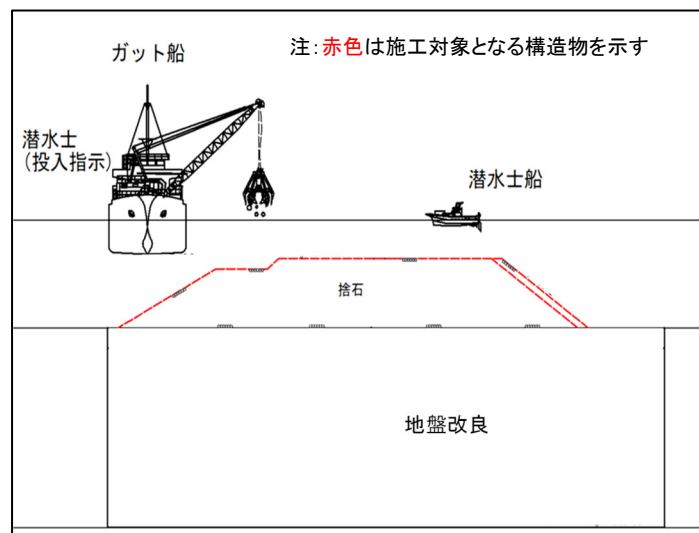 注:赤色は施工対象となる構造物を示す
ガット船
潜水士
(投入指示)
潜水士船
捨石
地盤改良